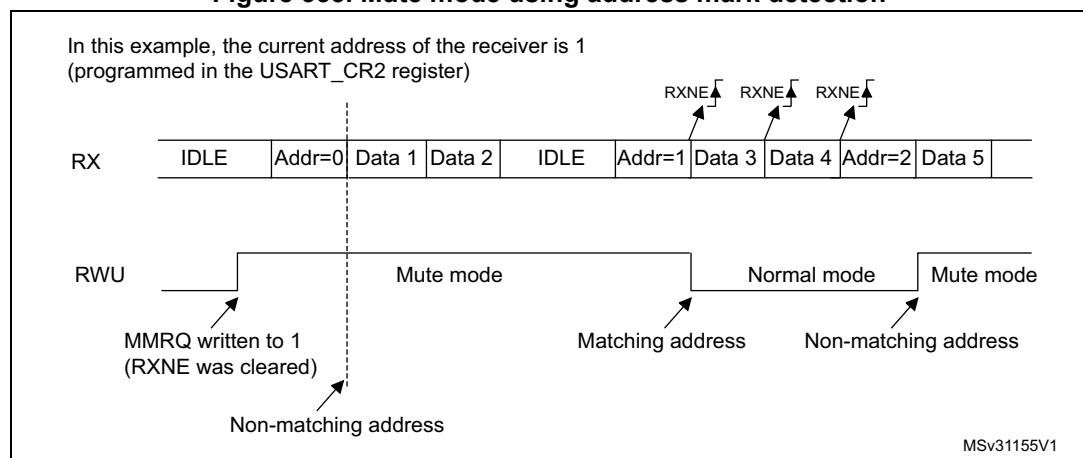 Mute mode using address mark detection
In this example, the current address of the receiver is 1
(programmed in the USART_CR2 register)
RXNE RXNE RXNE
RX IDLE Addr=0 Data 1 Data 2 IDLE Addr=1 Data 3 Data 4 Addr=2 Data 5
RWU Mute mode Normal mode Mute mode
MMRQ written to 1 Matching address Non-matching address
(RXNE was cleared)
Non-matching address
MSv31155V1